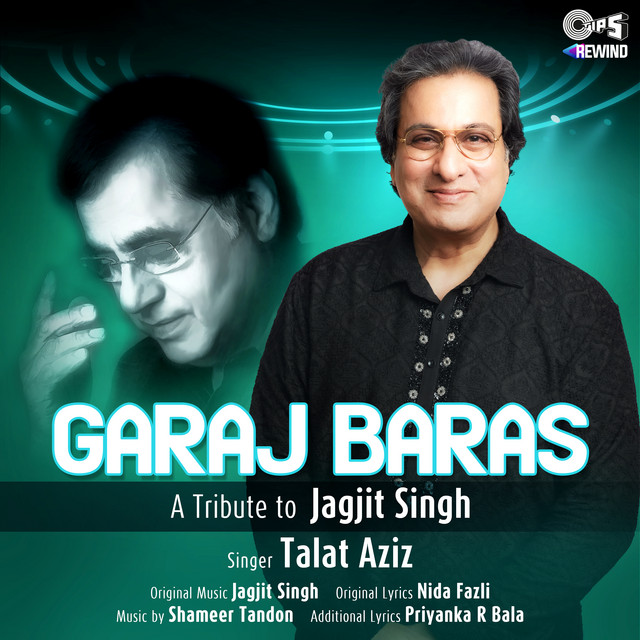 TIPS
REWIND
GARAJ BARAS
A Tribute to Jagjit Singh
Singer Talat Aziz
Original Music Jagjit Singh Original Lyrics Nida Fazli
Music by Shameer Tandon Additional Lyrics Priyanka R Bala